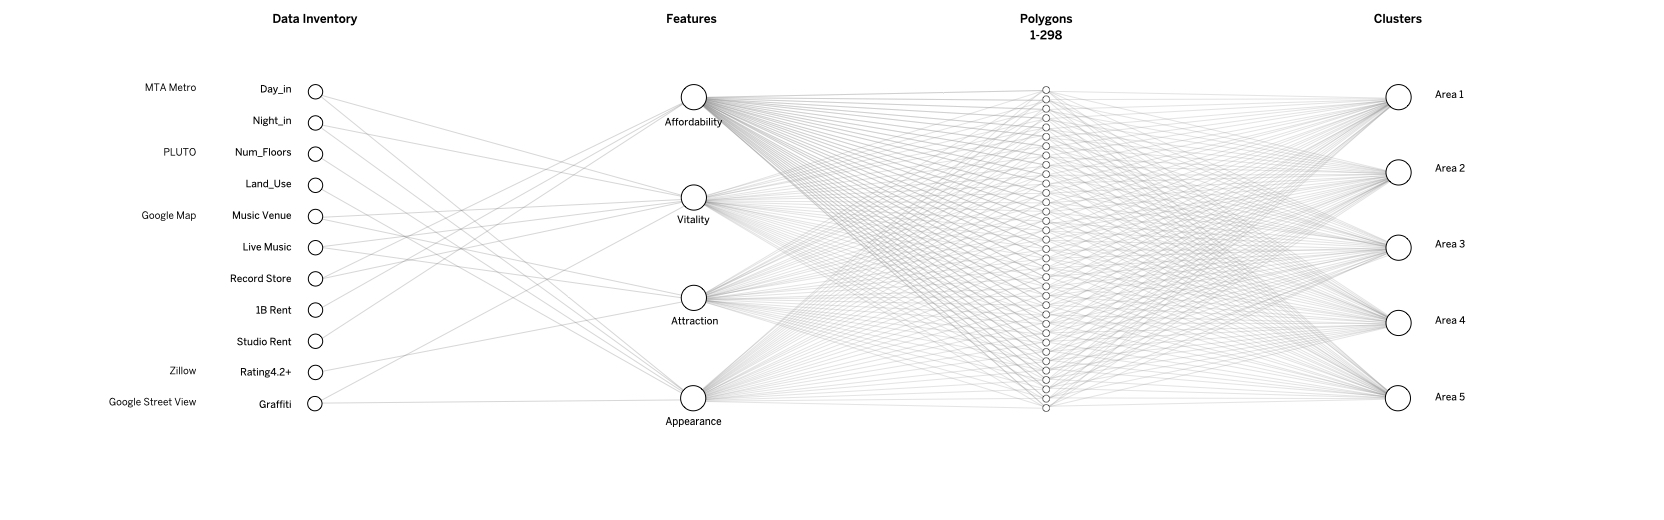 Data Inventory
Features
Polygons
1-298
Clusters
MTA Metro
Day_in
Night_in
PLUTO
Num_Floors
Land_Use
Google Map
Music Venue
Live Music
Record Store
1B Rent
Studio Rent
Zillow
Rating4.2+
Google Street View
Graffiti
Affordability
Vitality
Attraction
Appearance
Area 1
Area 2
Area 3
Area 4
Area 5